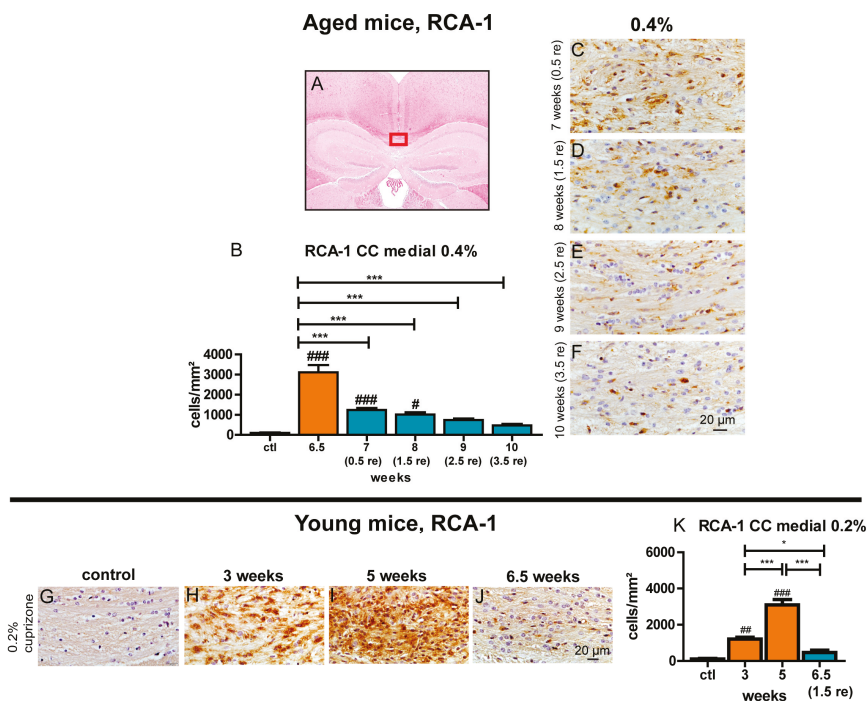 Aged mice, RCA-1
0.4%
A
C
7 weeks (0.5 re)
D
8 weeks (1.5 re)
E
9 weeks (2.5 re)
F
10 weeks (3.5 re)
20 µm
B
RCA-1 CC medial 0.4%
***
***
***
***
cells/mm²
4000
3000
2000
1000
0
###
###
#
ctl 6.5 7 8 9 10
(0.5 re) (1.5 re) (2.5 re) (3.5 re)
weeks
Young mice, RCA-1
control 3 weeks 5 weeks 6.5 weeks
0.2%
cuprizone
G
H
I
J
20 µm
K RCA-1 CC medial 0.2%
*
*** ***
cells/mm²
6000
4000
2000
0
##
###
ctl 3 5 6.5
weeks (1.5 re)